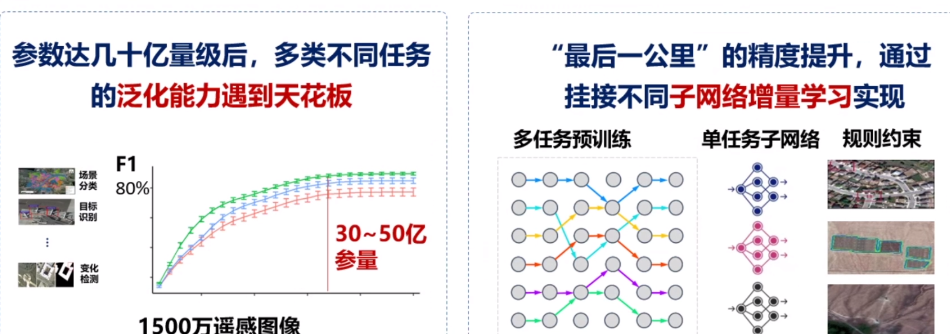 参数达几十亿量级后，多类不同任务
的泛化能力遇到天花板
F1
80%
场景
分类
目标
识别
⋮
变化
检测
30~50亿
参量
1500万遥感图像
“最后一公里”的精度提升，通过
挂接不同子网络增量学习实现
多任务预训练
单任务子网络
规则约束